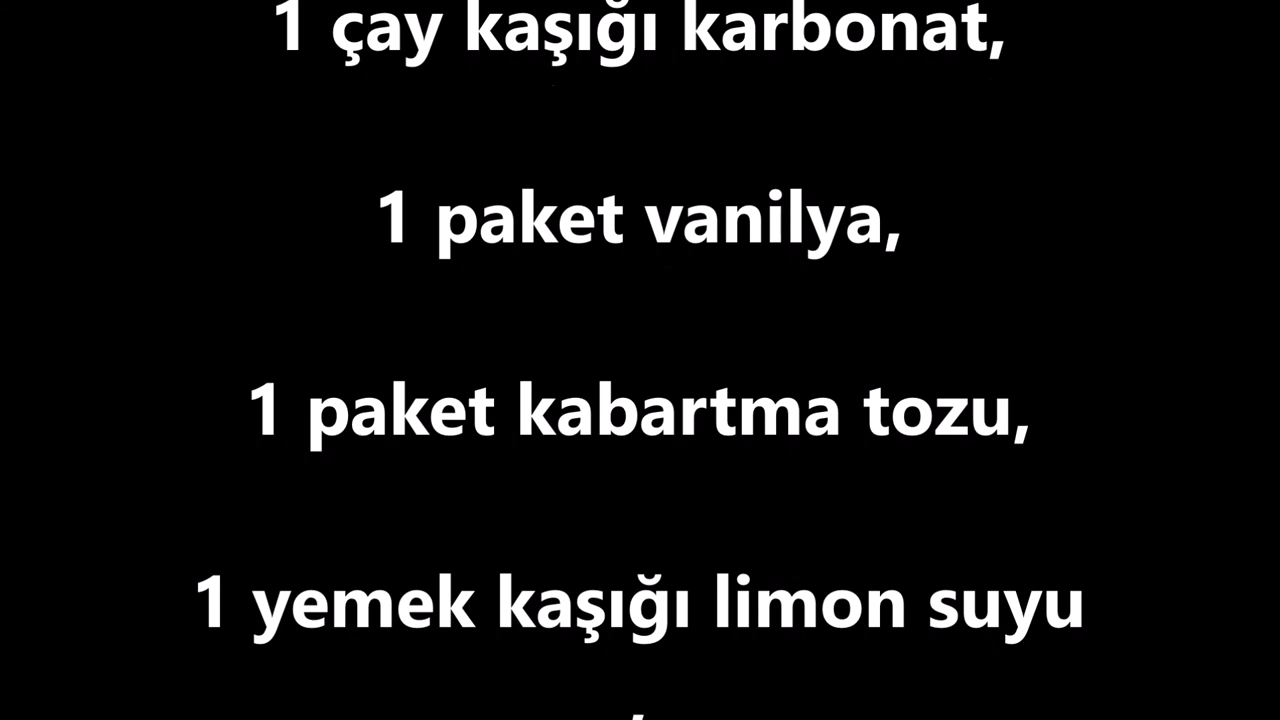 1 çay kaşığı karbonat,
1 paket vanilya,
1 paket kabartma tozu,
1 yemek kaşığı limon suyu
,